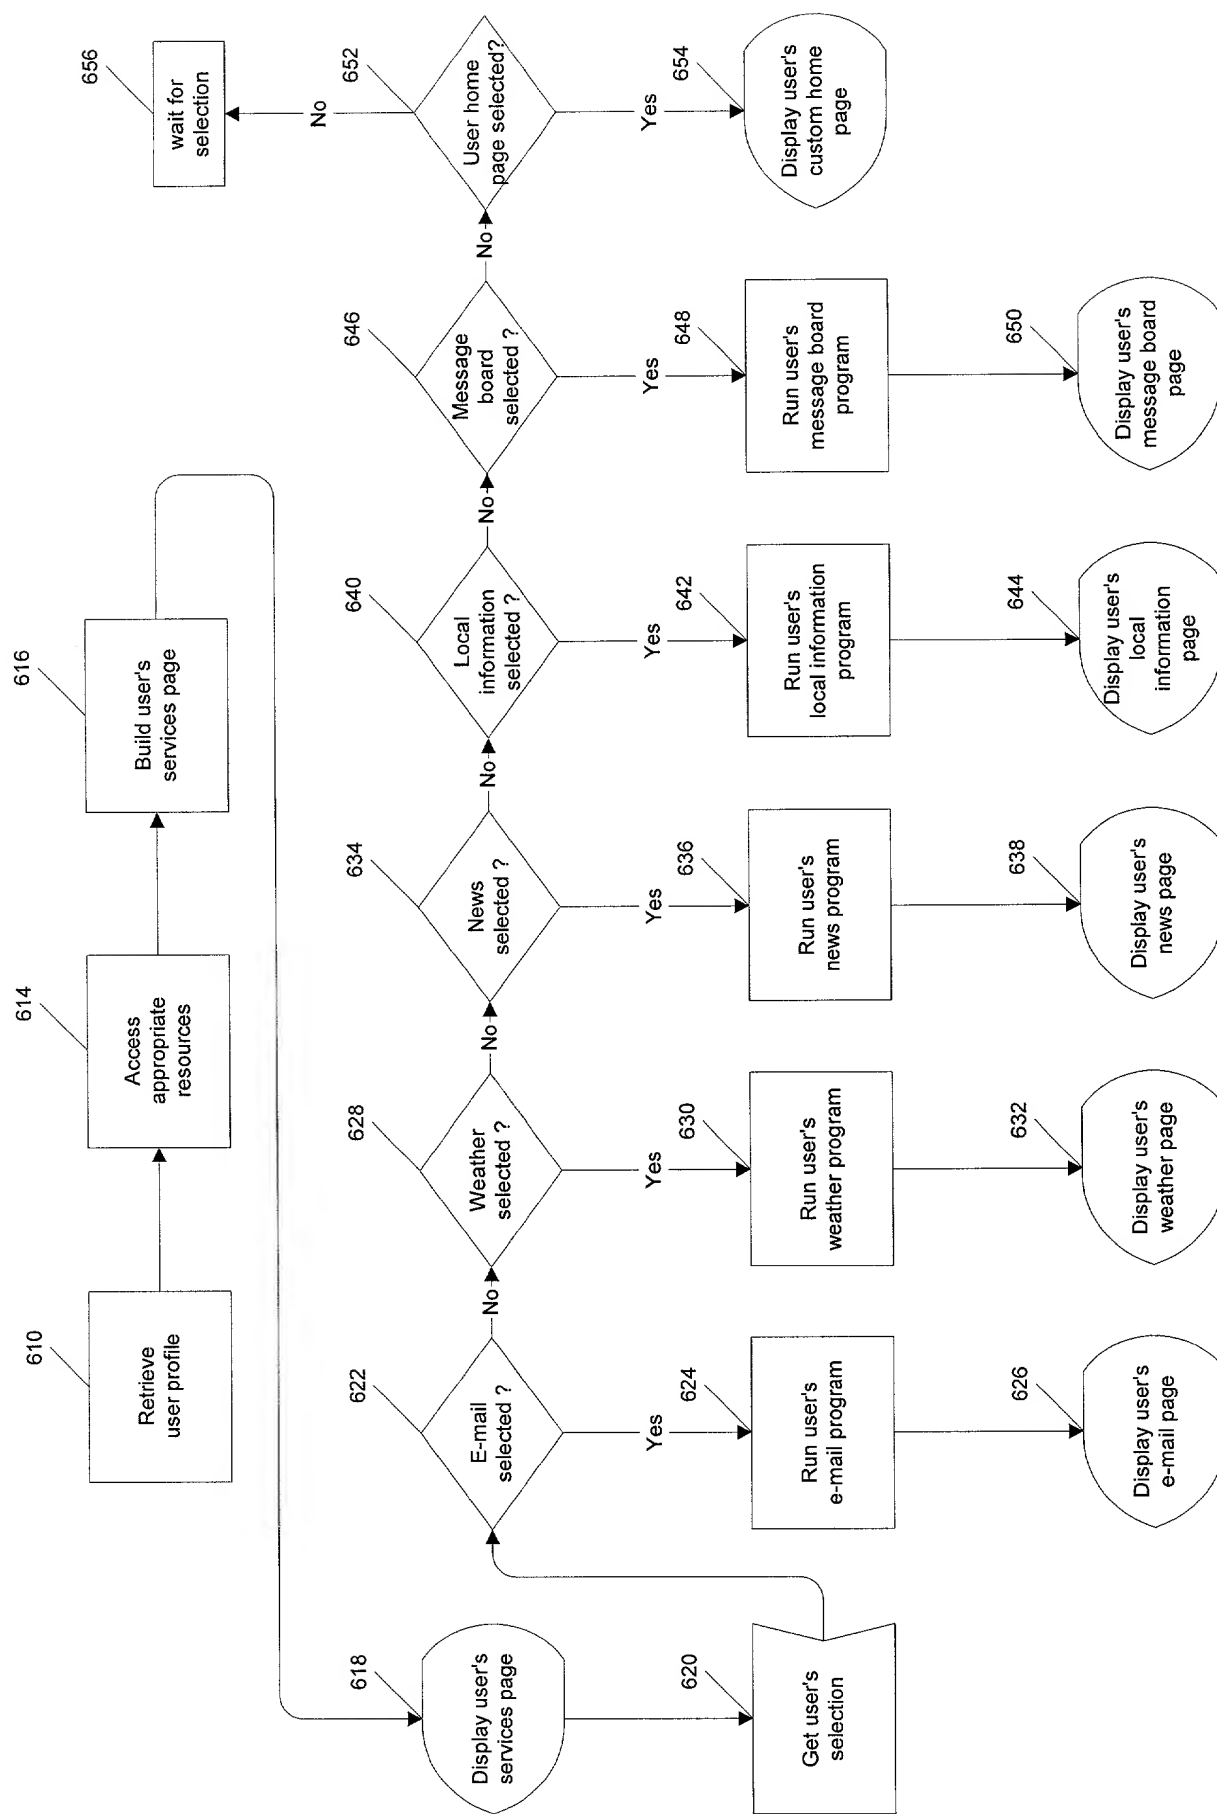 610
Retrieve
user profile
614
Access
appropriate
resources
616
Build user's
services page
618
Display user's
services page
620
Get user's
selection
622
E-mail
selected ?
No
Yes
624
Run user's
e-mail program
626
Display user's
e-mail page
628
Weather
selected ?
No
Yes
630
Run user's
weather program
632
Display user's
weather page
634
News
selected ?
No
Yes
636
Run user's
news program
638
Display user's
news page
640
Local
information
selected ?
No
Yes
642
Run user's
local information
program
644
Display user's
local
information
page
646
Message
board
selected ?
No
Yes
648
Run user's
message board
program
650
Display user's
message board
page
652
User home
page selected?
No
Yes
654
Display user's
custom home
page
656
wait for
selection